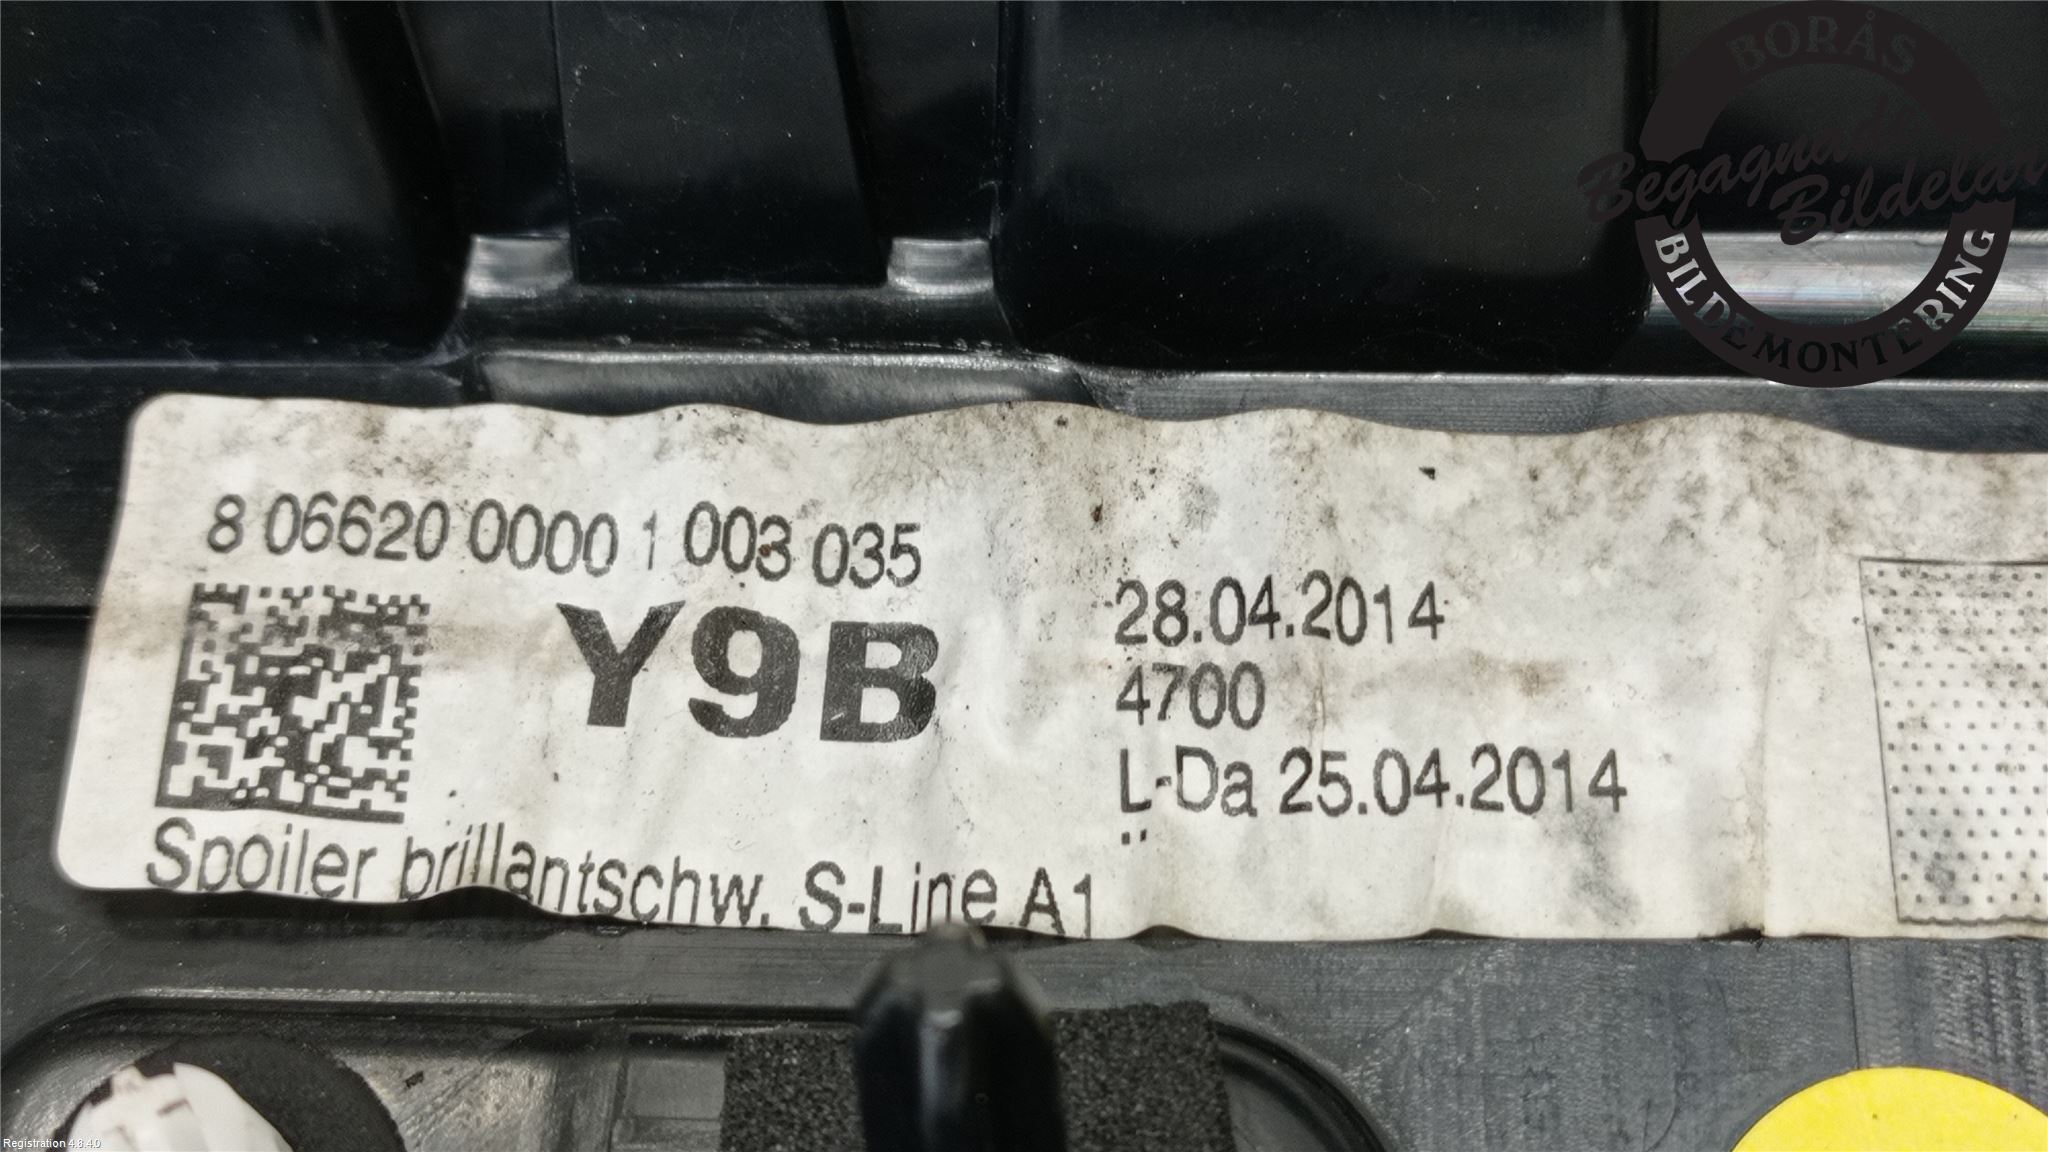 BORÅS
Begagnade
Bildelar
BILDEMONTERING
8 06620 0000 1 003 035
Y9B
28.04.2014
4700
L-Da 25.04.2014
Spoiler brillantschw. S-Line A1
Registration 4.8.4.0